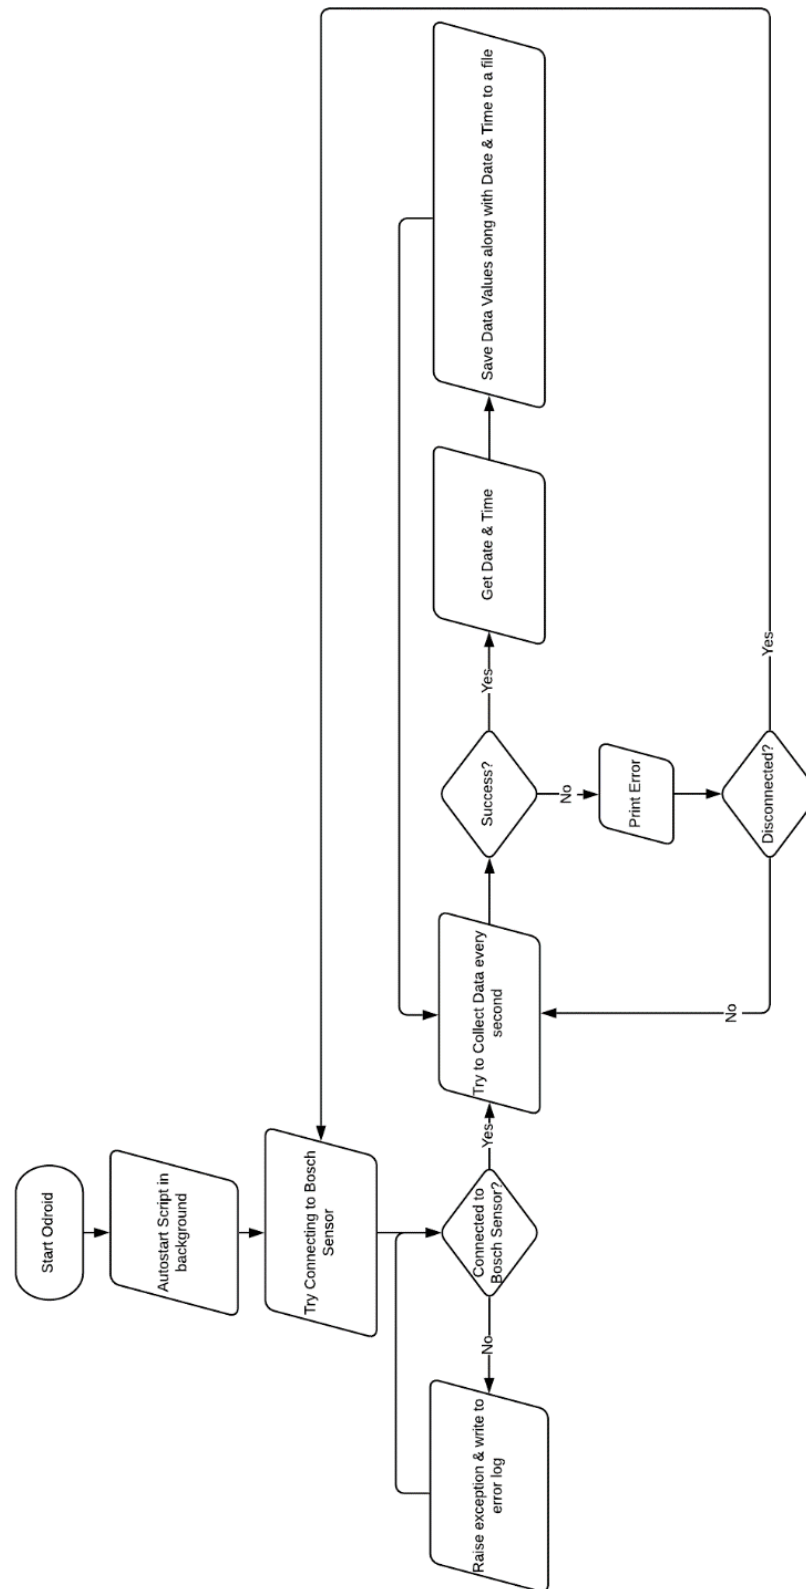 Start Odroid
Autostart Script in
background
Try Connecting to Bosch
Sensor
Connected to
Bosch Sensor?
No
Raise exception & write to
error log
Yes
Try to Collect Data every
second
Success?
Yes
Get Date & Time
Save Data Values along with Date & Time to a file
No
Print Error
Disconnected?
Yes
No